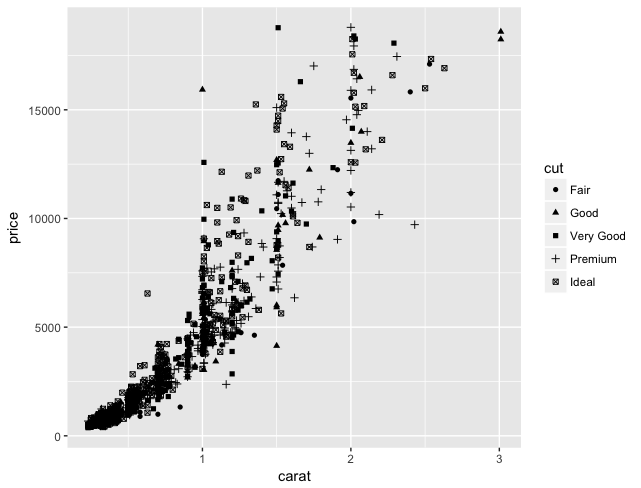 15000
10000
5000
0
price
1
2
3
carat
cut
Fair
Good
Very Good
Premium
Ideal